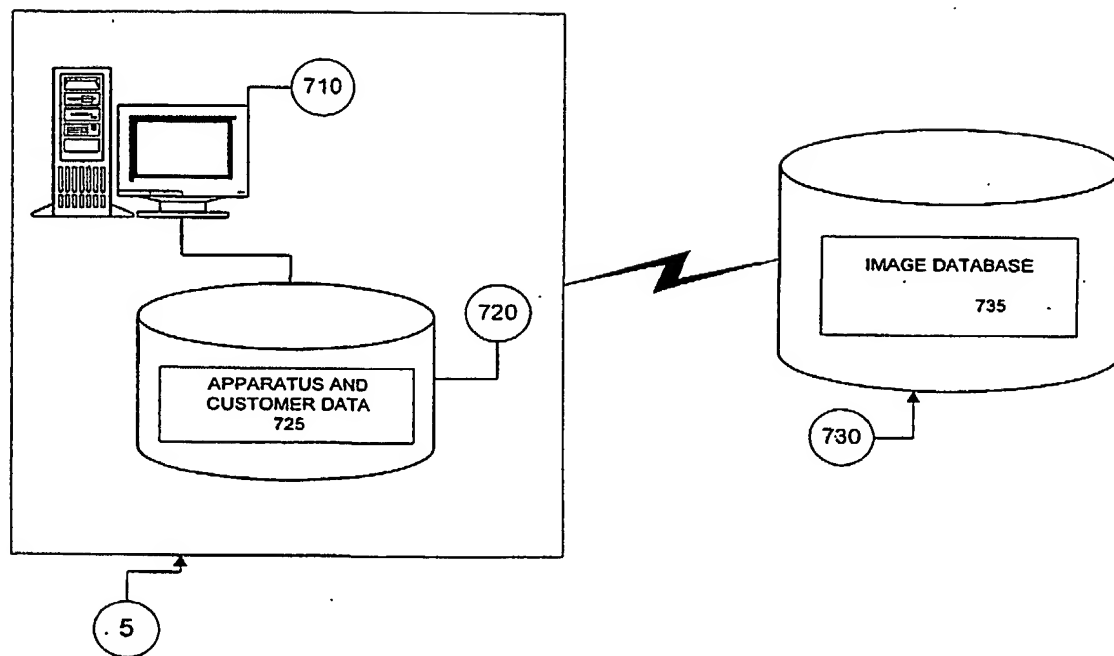 710
720
APPARATUS AND
CUSTOMER DATA
725
IMAGE DATABASE
735
730
5